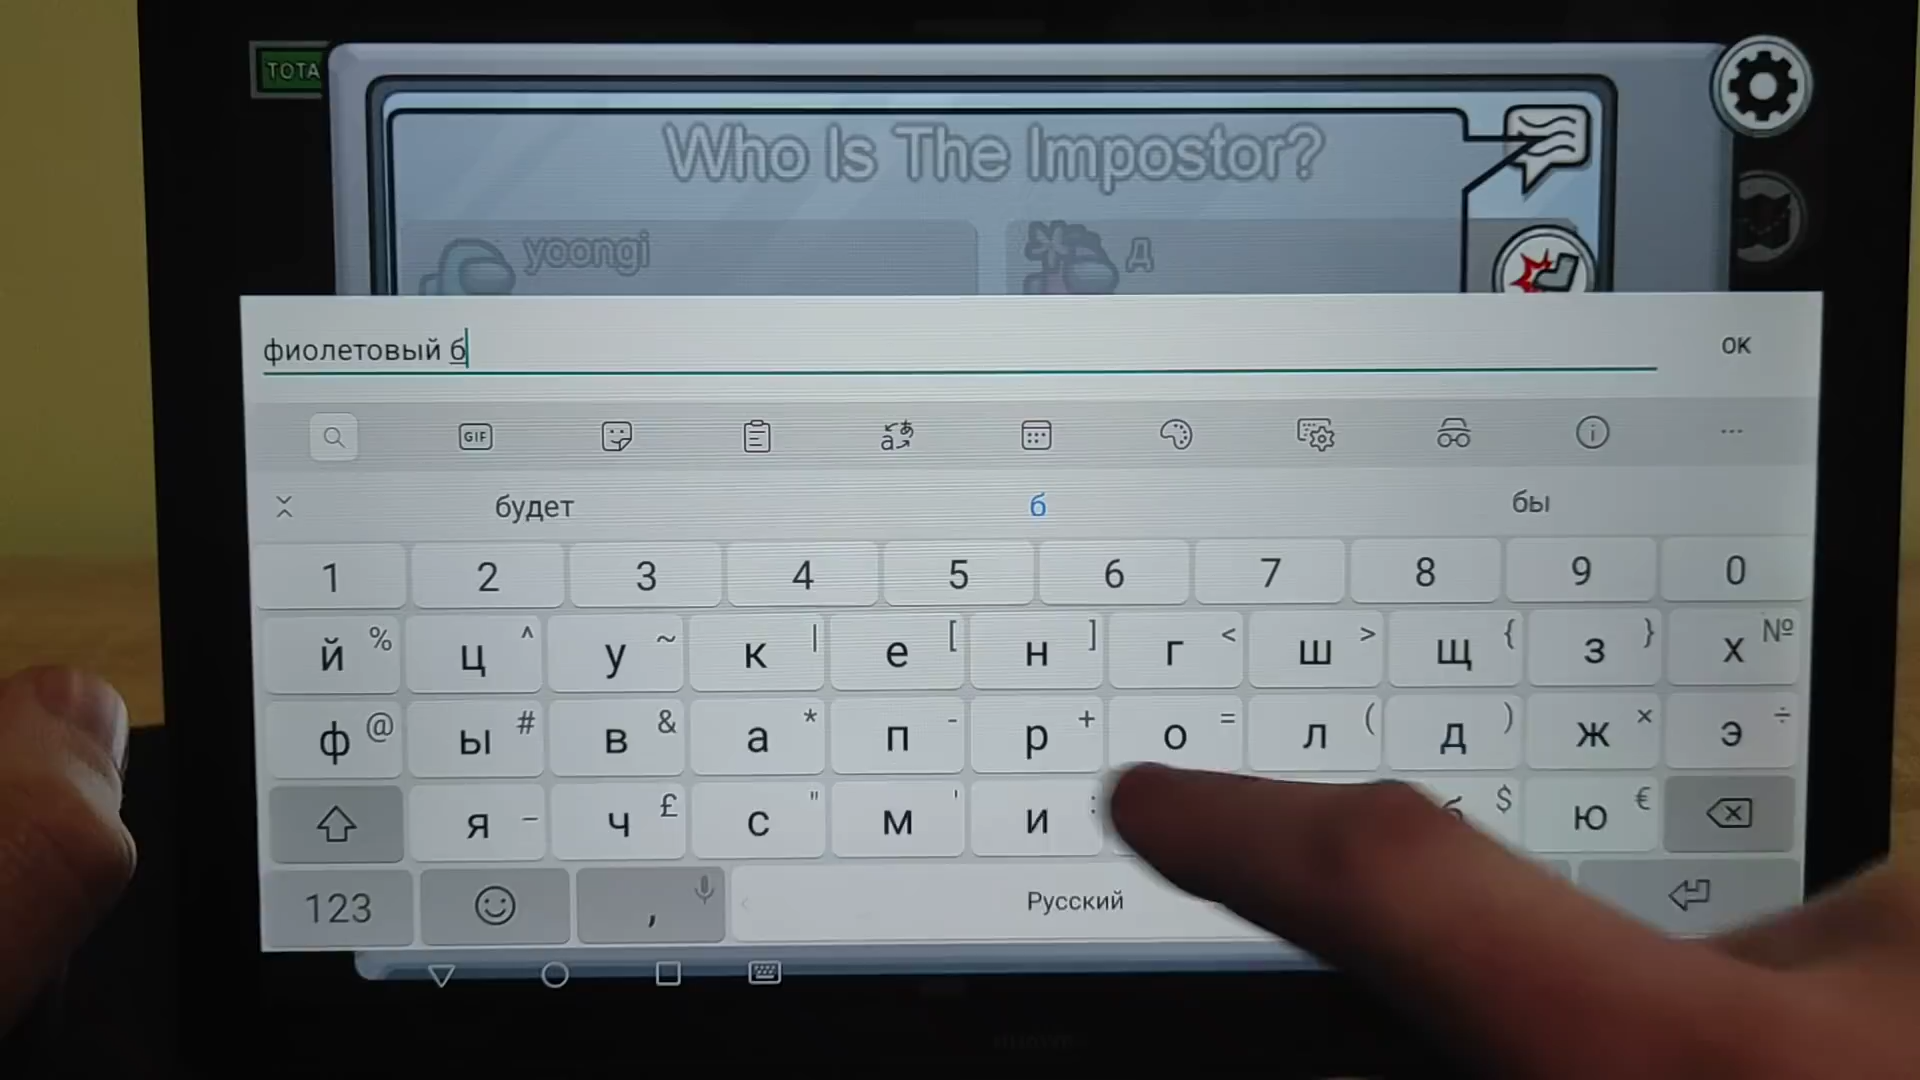 TOTA
Who Is The Impostor?
yoongi
д
фиолетовый б
OK
GIF
будет
б
бы
1 2 3 4 5 6 7 8 9 0
й % ц ^ у ~ к | е [ н ] г < ш > щ { з } х №
ф @ ы # в & а * п - р + о = л ( д ) ж × э ÷
я _ ч £ с " м ' и : б $ ю €
123 , Русский